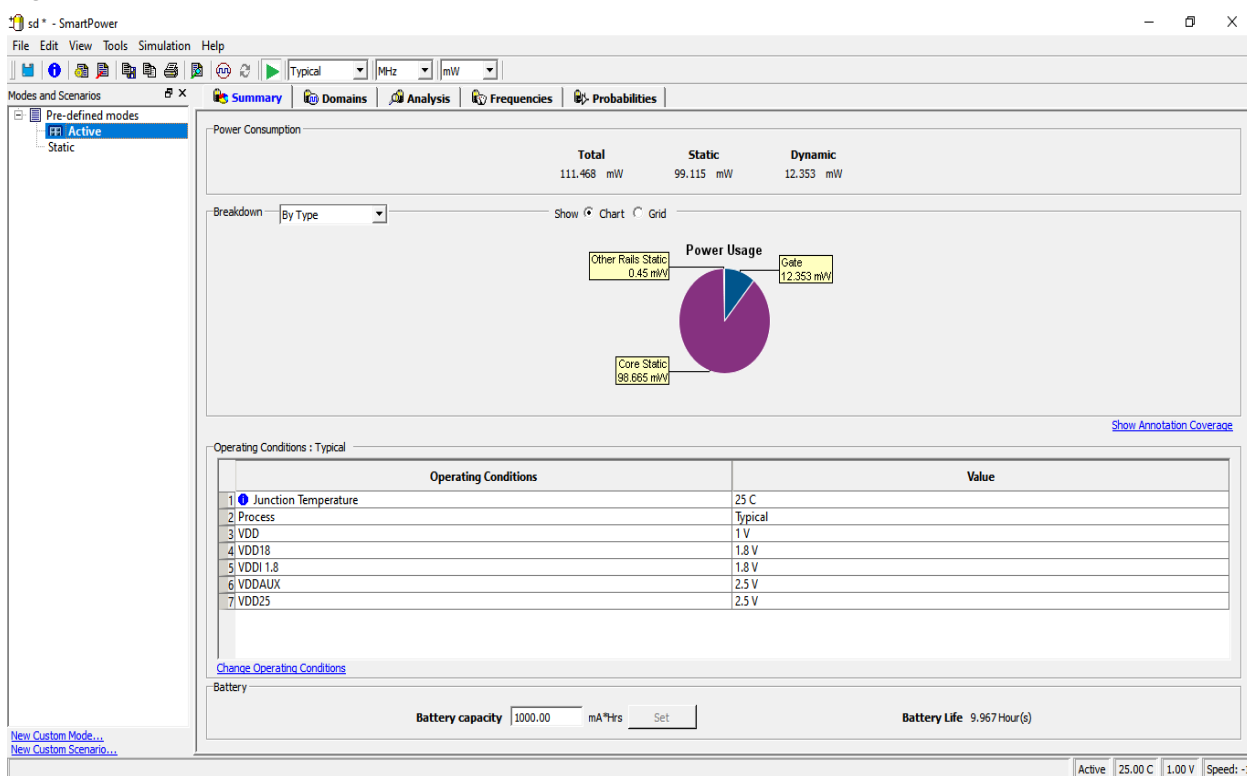 sd * - SmartPower
File Edit View Tools Simulation Help
Typical MHz mW
Modes and Scenarios
Summary Domains Analysis Frequencies Probabilities
Pre-defined modes
Active
Static
Power Consumption
Total Static Dynamic
111.468 mW 99.115 mW 12.353 mW
Breakdown By Type Show Chart Grid
Power Usage
Other Rails Static
0.45 mW
Gate
12.353 mW
Core Static
98.665 mW
Show Annotation Coverage
Operating Conditions : Typical
Operating Conditions Value
1 Junction Temperature 25 C
2 Process Typical
3 VDD 1 V
4 VDD18 1.8 V
5 VDDI 1.8 1.8 V
6 VDDAUX 2.5 V
7 VDD25 2.5 V
Change Operating Conditions
Battery
Battery capacity 1000.00 mA*Hrs Set Battery Life 9.967 Hour(s)
New Custom Mode...
New Custom Scenario...
Active 25.00 C 1.00 V Speed: -